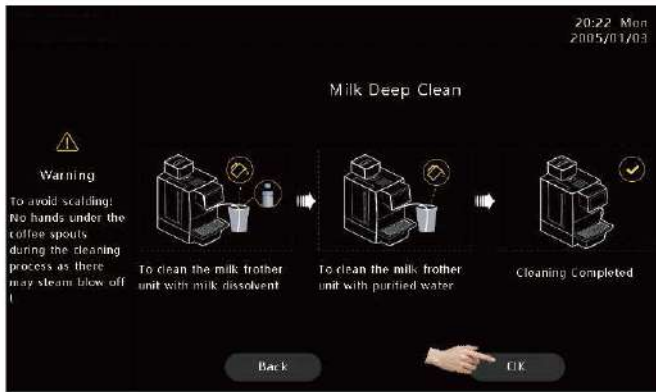 20:22 Mon
2005/01/03
Milk Deep Clean
Warning
To avoid scalding:
No hands under the
coffee spouts
during the cleaning
process as there
may steam blow off
!
To clean the milk frother
unit with milk dissolvent
To clean the milk frother
unit with purified water
Cleaning Completed
Back
OK